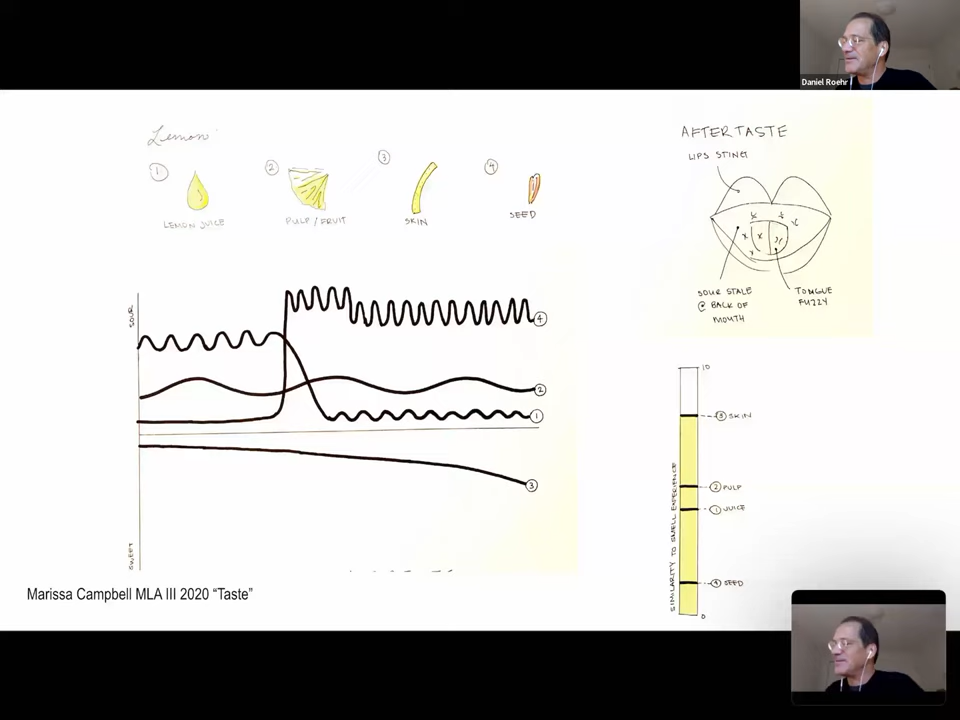 Daniel Roehr
Lemon:
1 2 3 4
LEMON JUICE
PULP / FRUIT
SKIN
SEED
AFTERTASTE
LIPS STING
SOUR STALE
@ BACK OF
MOUTH
TONGUE
FUZZY
SOUR
4
2
1
3
SWEET
10
3 SKIN
2 PULP
1 JUICE
4 SEED
0
SIMILARITY TO SMELL EXPERIENCE
Marissa Campbell MLA III 2020 “Taste”